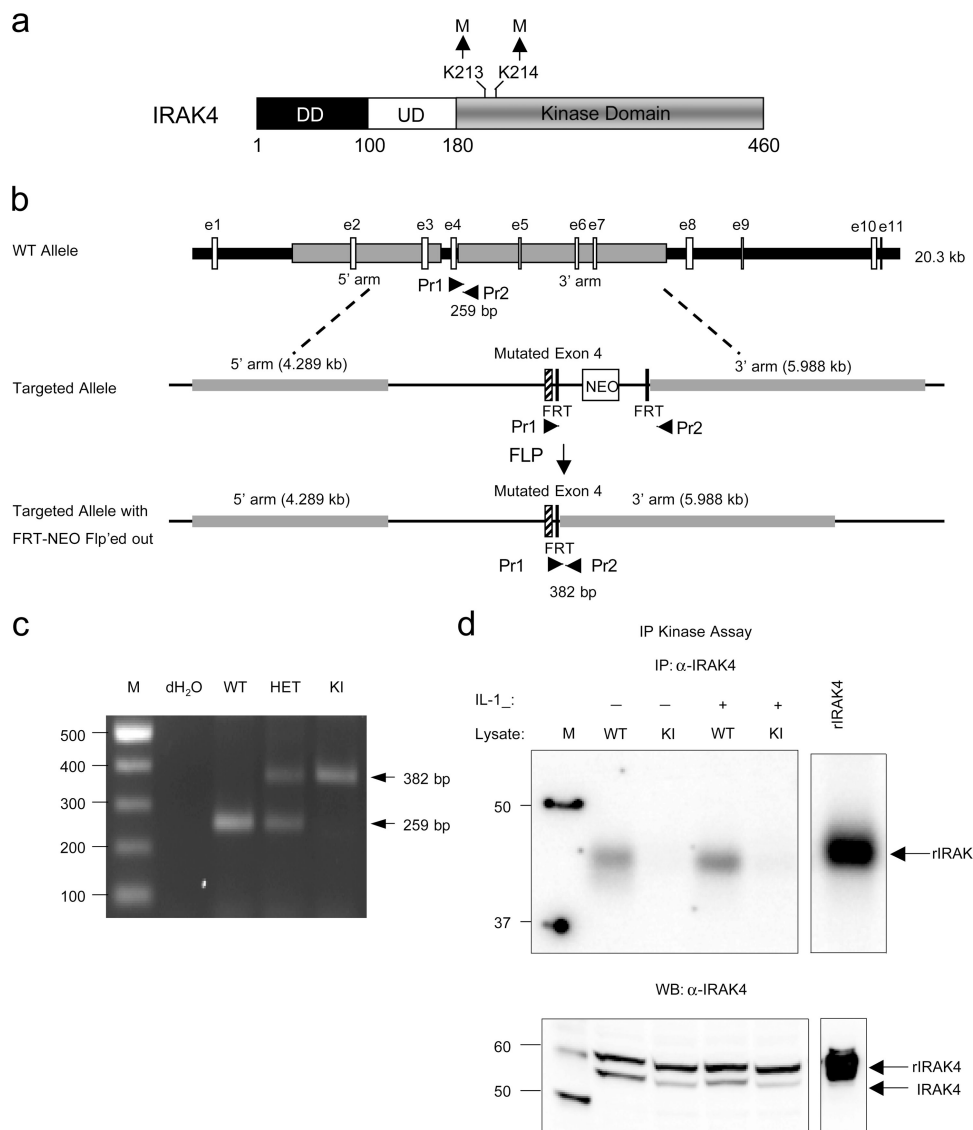 a
M M
K213 K214
IRAK4 DD UD Kinase Domain
1 100 180 460
b
e1 e2 e3 e4 e5 e6 e7 e8 e9 e10 e11
WT Allele 20.3 kb
5’ arm 3’ arm
Pr1 Pr2
259 bp
Mutated Exon 4
5’ arm (4.289 kb) 3’ arm (5.988 kb)
Targeted Allele NEO
FRT FRT
Pr1 Pr2
FLP
Mutated Exon 4
5’ arm (4.289 kb) 3’ arm (5.988 kb)
Targeted Allele with
FRT-NEO Flp’ed out
FRT
Pr1 Pr2
382 bp
c
M dH2O WT HET KI
500
400
382 bp
300
259 bp
200
100
d
IP Kinase Assay
IP: α-IRAK4
IL-1_: – – + +
Lysate: M WT KI WT KI rIRAK4
50
rIRAK
37
WB: α-IRAK4
60
rIRAK4
50 IRAK4